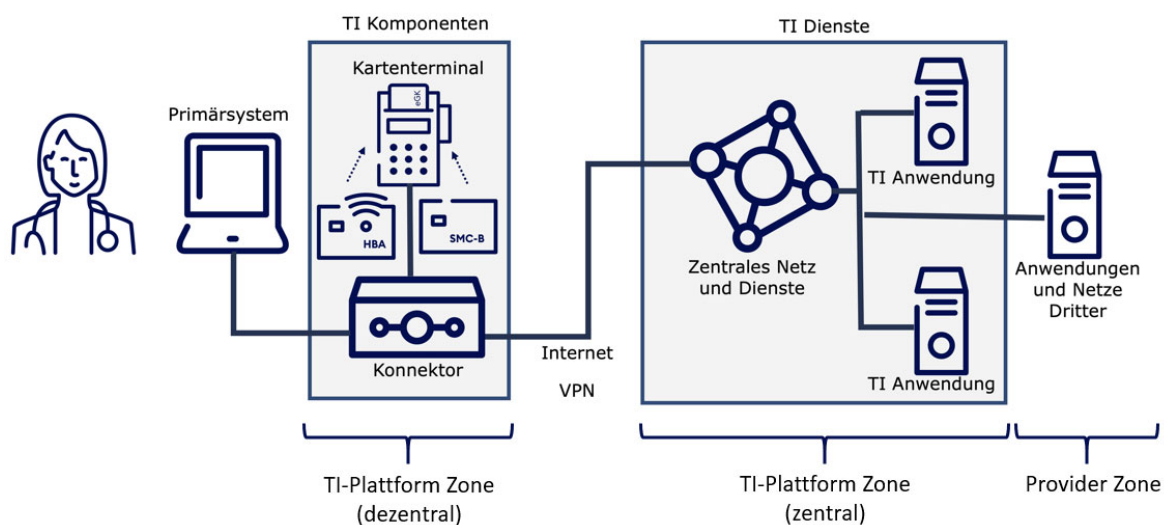 TI Komponenten
TI Dienste
Kartenterminal
eGK
Primärsystem
HBA
SMC-B
TI Anwendung
Zentrales Netz
und Dienste
Anwendungen
und Netze
Dritter
Konnektor
Internet
VPN
TI Anwendung
TI-Plattform Zone
(dezentral)
TI-Plattform Zone
(zentral)
Provider Zone